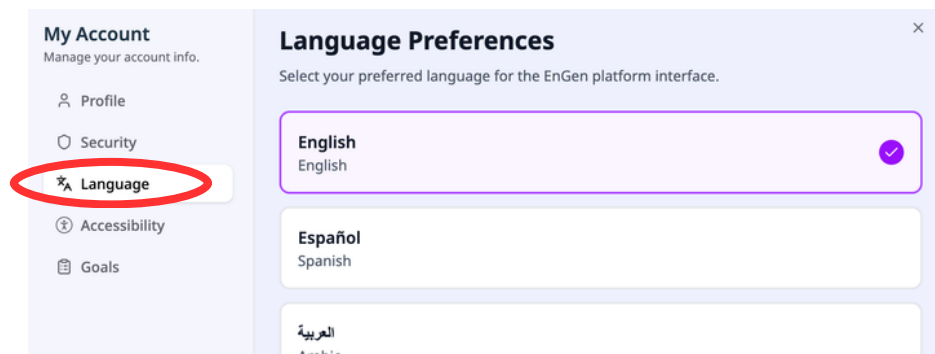 My Account
Manage your account info.
Profile
Security
Language
Accessibility
Goals
Language Preferences
Select your preferred language for the EnGen platform interface.
English
English
Español
Spanish
العربية
Arabic